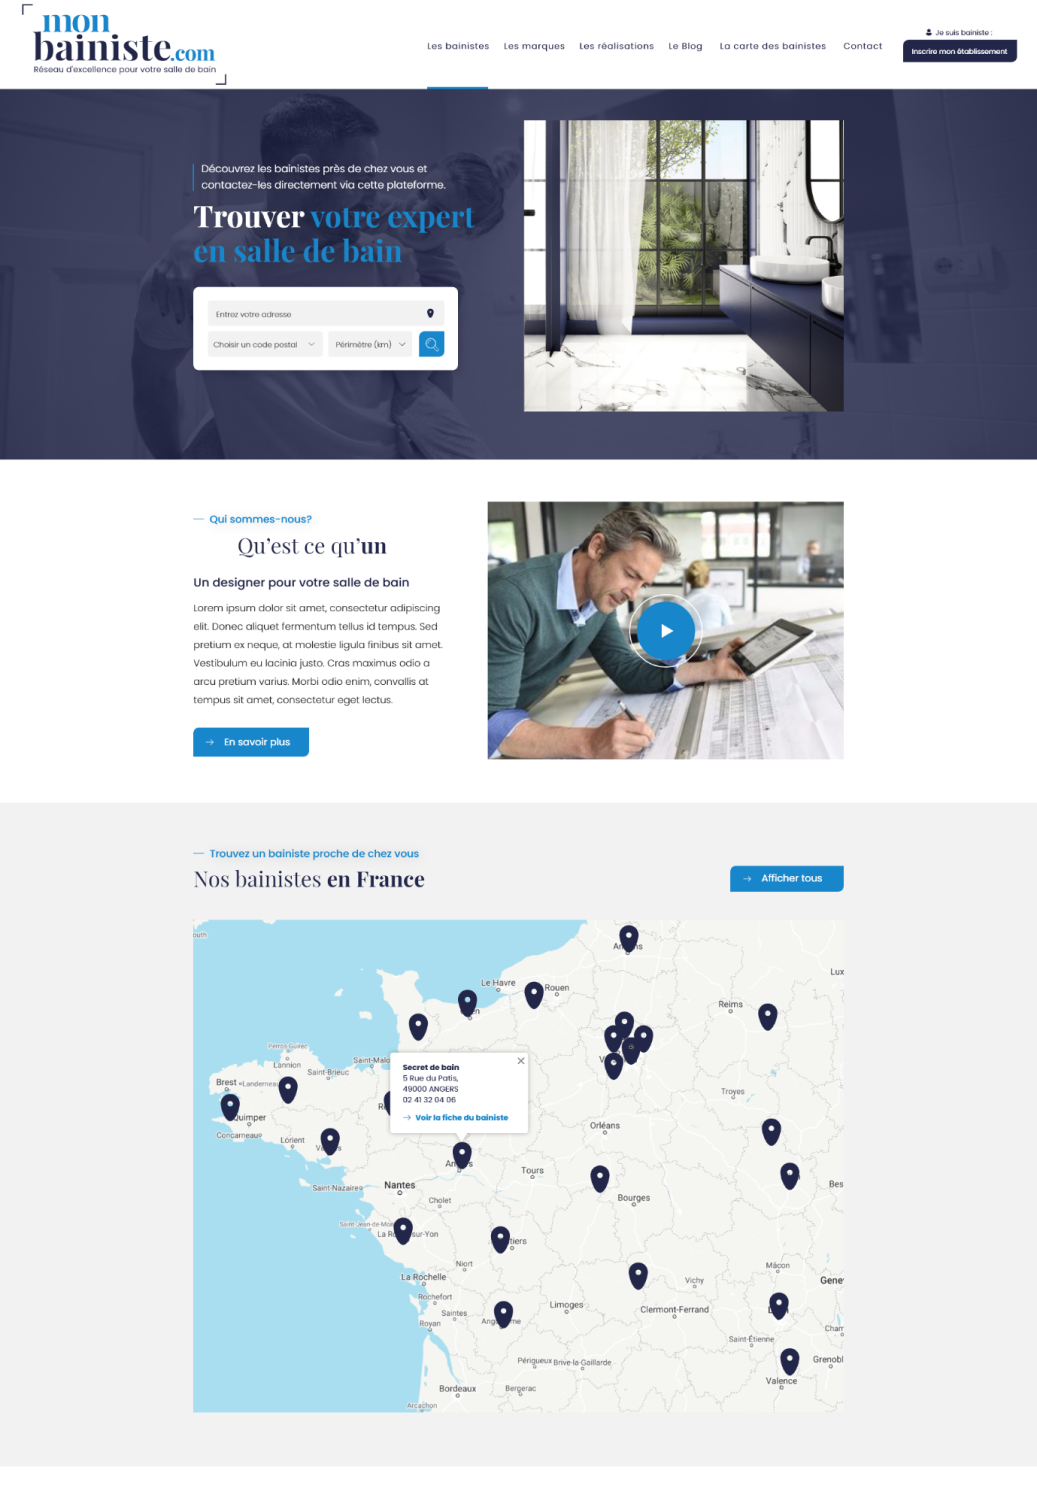 mon
bainiste.com
Réseau d'excellence pour votre salle de bain
Les bainistes Les marques Les réalisations Le Blog La carte des bainistes Contact
Je suis bainiste :
Inscrire mon établissement
Découvrez les bainistes près de chez vous et
contactez-les directement via cette plateforme.
Trouver votre expert
en salle de bain
Entrez votre adresse
Choisir un code postal Périmètre (km)
Qui sommes-nous?
Qu'est ce qu'un
Un designer pour votre salle de bain
Lorem ipsum dolor sit amet, consectetur adipiscing
elit. Donec aliquet fermentum tellus id tempus. Sed
pretium ex neque, at molestie ligula finibus sit amet.
Vestibulum eu lacinia justo. Cras maximus odio a
arcu pretium varius. Morbi odio enim, convallis at
tempus sit amet, consectetur eget lectus.
En savoir plus
Trouvez un bainiste proche de chez vous
Nos bainistes en France
Afficher tous
outh
Lux
Le Havre
Rouen
Reims
Perros-Guirec
Lannion
Saint-Brieuc
Saint-Malo
Brest
Landerneau
Quimper
Concarneau
Lorient
Troyes
Secret de bain
5 Rue du Patis,
49000 ANGERS
02 41 32 04 06
Voir la fiche du bainiste
Orléans
Tours
Saint-Nazaire
Nantes
Cholet
Bourges
Bes
La R sur-Yon
tiers
Niort
La Rochelle
Rochefort
Saintes
Royan
Limoges
Vichy
Mâcon
Gene
Clermont-Ferrand
Saint-Étienne
Cham
Périgueux
Brive-la-Gaillarde
Grenobl
Valence
Bordeaux
Bergerac
Arcachon